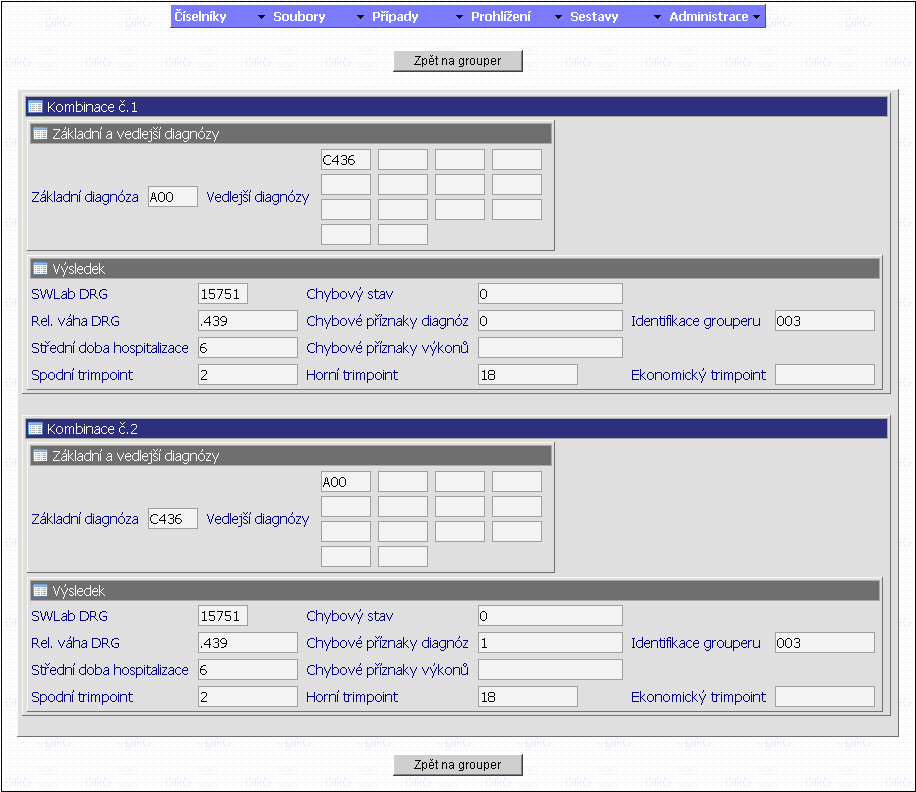 Číselníky Soubory Případy Prohlížení Sestavy Administrace
Zpět na grouper
Kombinace č.1
Základní a vedlejší diagnózy
C436
Základní diagnóza A00 Vedlejší diagnózy
Výsledek
SWLab DRG 15751 Chybový stav 0
Rel. váha DRG .439 Chybové příznaky diagnóz 0 Identifikace grouperu 003
Střední doba hospitalizace 6 Chybové příznaky výkonů
Spodní trimpoint 2 Horní trimpoint 18 Ekonomický trimpoint
Kombinace č.2
Základní a vedlejší diagnózy
A00
Základní diagnóza C436 Vedlejší diagnózy
Výsledek
SWLab DRG 15751 Chybový stav 0
Rel. váha DRG .439 Chybové příznaky diagnóz 1 Identifikace grouperu 003
Střední doba hospitalizace 6 Chybové příznaky výkonů
Spodní trimpoint 2 Horní trimpoint 18 Ekonomický trimpoint
Zpět na grouper